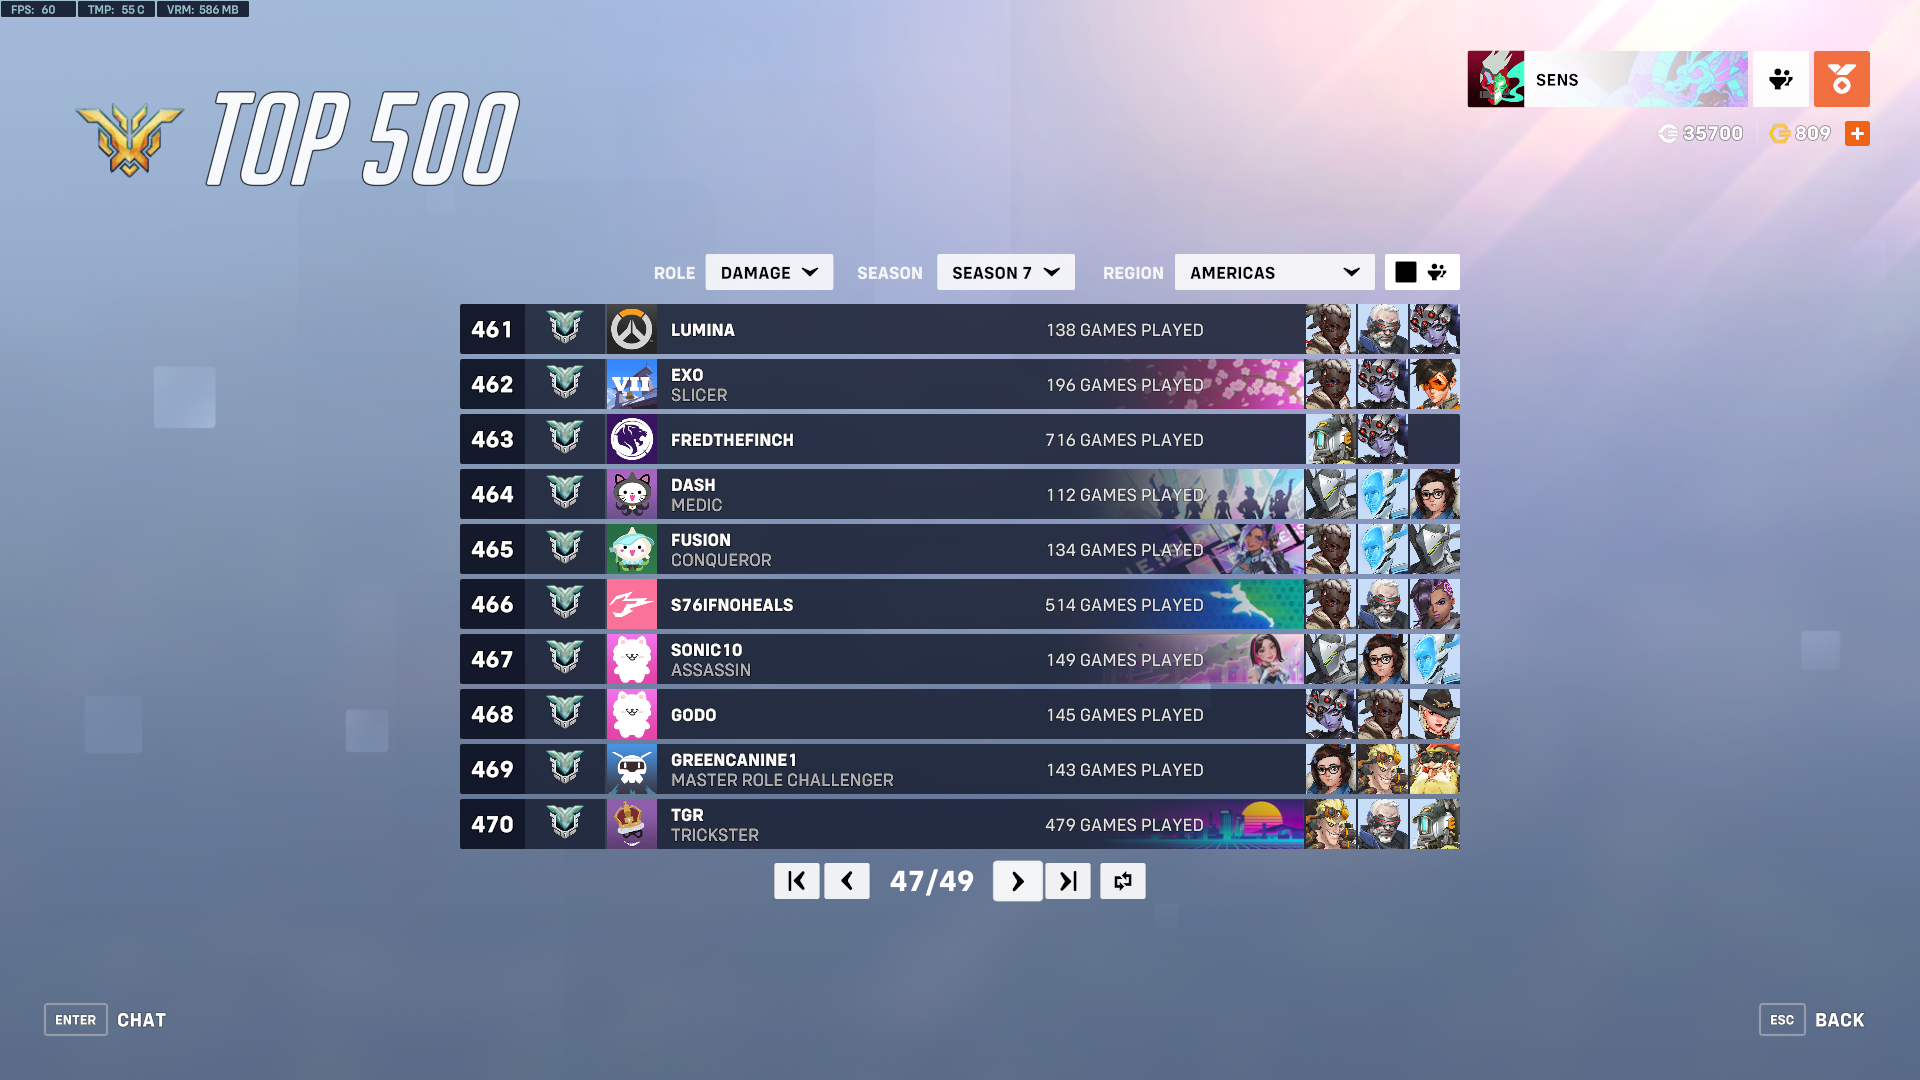 FPS: 60 TMP: 55 C VRM: 586 MB
TOP 500
SENS
35700 809
ROLE DAMAGE SEASON SEASON 7 REGION AMERICAS
461 LUMINA 138 GAMES PLAYED
462 VII EXO 196 GAMES PLAYED
SLICER
463 FREDTHEFINCH 716 GAMES PLAYED
464 DASH 112 GAMES PLAYED
MEDIC
465 FUSION 134 GAMES PLAYED
CONQUEROR
466 S76IFNOHEALS 514 GAMES PLAYED
467 SONIC10 149 GAMES PLAYED
ASSASSIN
468 GODO 145 GAMES PLAYED
469 GREENCANINE1 143 GAMES PLAYED
MASTER ROLE CHALLENGER
470 TGR 479 GAMES PLAYED
TRICKSTER
47/49
ENTER CHAT
ESC BACK